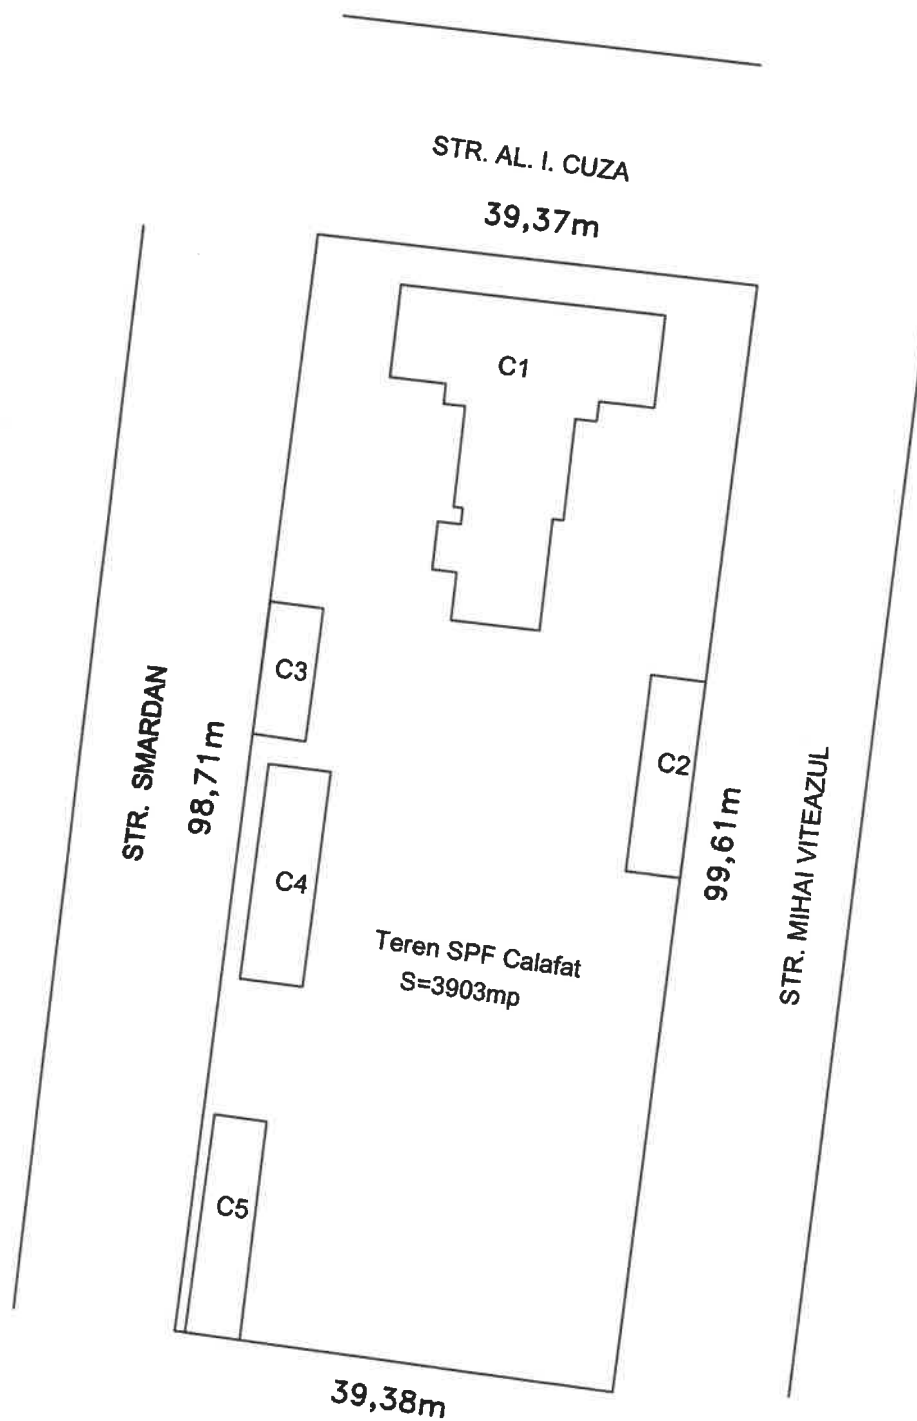 STR. AL. I. CUZA
39,37m
C1
C3
STR. SMARDAN
98,71m
C2
99,61m
STR. MIHAI VITEAZUL
C4
Teren SPF Calafat
S=3903mp
C5
39,38m